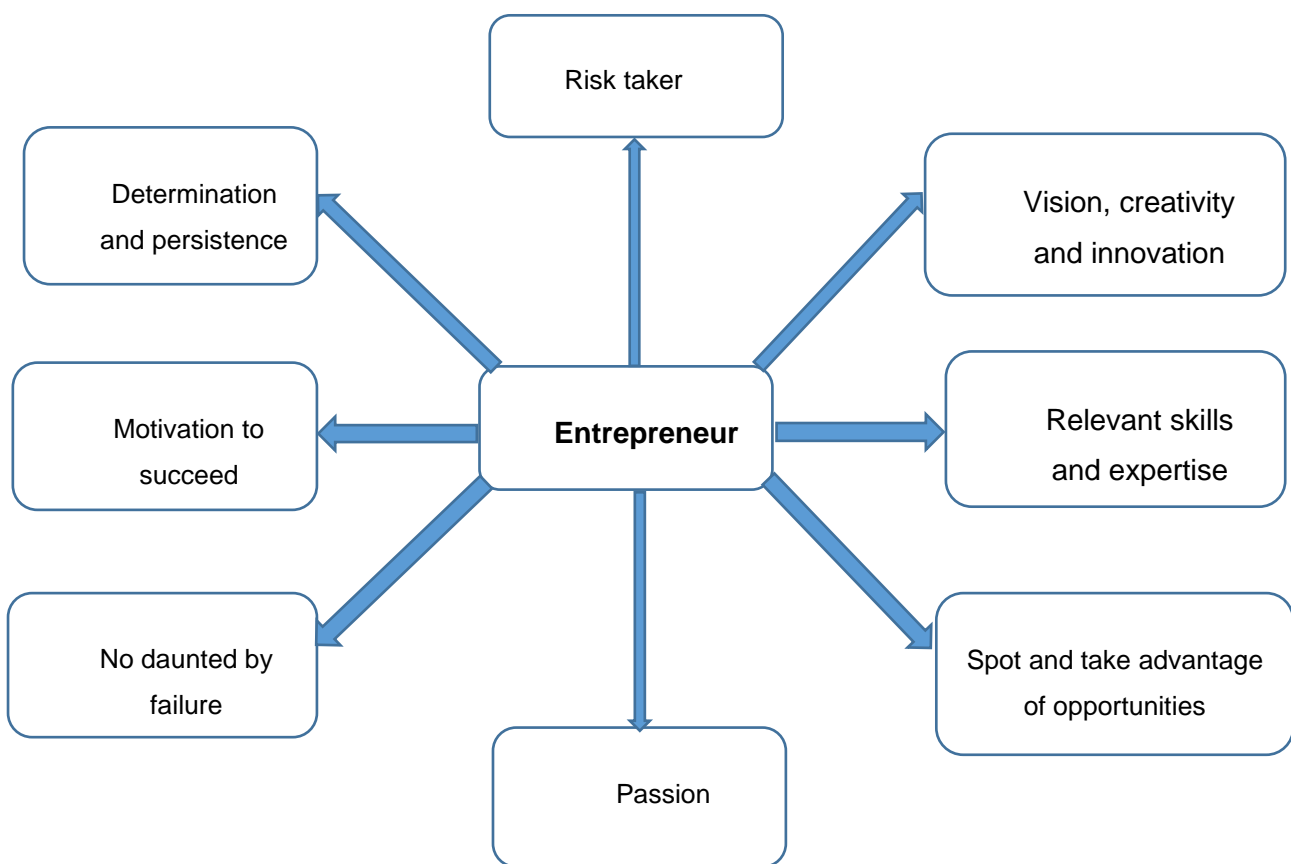 Risk taker
Determination
and persistence
Vision, creativity
and innovation
Motivation to
succeed
Entrepreneur
Relevant skills
and expertise
No daunted by
failure
Spot and take advantage
of opportunities
Passion